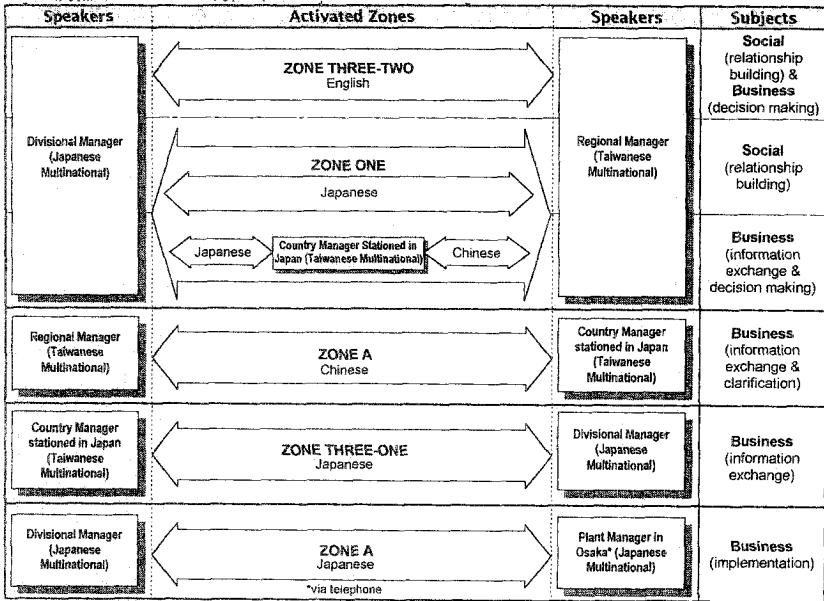 Speakers
Activated Zones
Speakers
Subjects
Divisional Manager
(Japanese
Multinational)
ZONE THREE-TWO
English
ZONE ONE
Japanese
Japanese
Country Manager Stationed in
Japan (Taiwanese Multinational)
Chinese
Regional Manager
(Taiwanese
Multinational)
Social
(relationship
building) &
Business
(decision making)
Social
(relationship
building)
Business
(information
exchange &
decision making)
Regional Manager
(Taiwanese
Multinational)
ZONE A
Chinese
Country Manager
stationed in Japan
(Taiwanese
Multinational)
Business
(information
exchange &
clarification)
Country Manager
stationed in Japan
(Taiwanese
Multinational)
ZONE THREE-ONE
Japanese
Divisional Manager
(Japanese
Multinational)
Business
(information
exchange)
Divisional Manager
(Japanese
Multinational)
ZONE A
Japanese
*via telephone
Plant Manager in
Osaka* (Japanese
Multinational)
Business
(implementation)